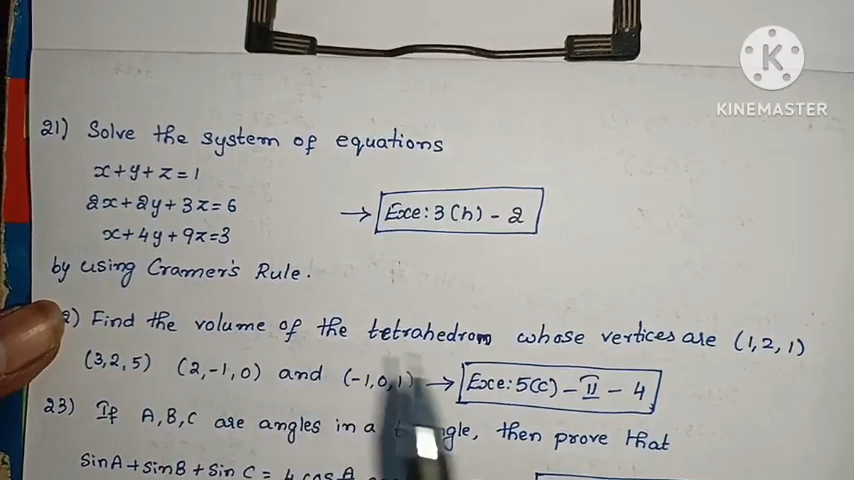 K
KINEMASTER
21) Solve the system of equations
x+y+z=1
2x+2y+3z=6 → Exe: 3(h) - 2
x+4y+9z=3
by using Cramer's Rule.
2) Find the volume of the tetrahedron whose vertices are (1,2,1)
(3,2,5) (2,-1,0) and (-1,0,1) → Exe: 5(c) - II - 4
23) If A,B,C are angles in a then prove that
sinA+sinB+sin C = 4 cos A